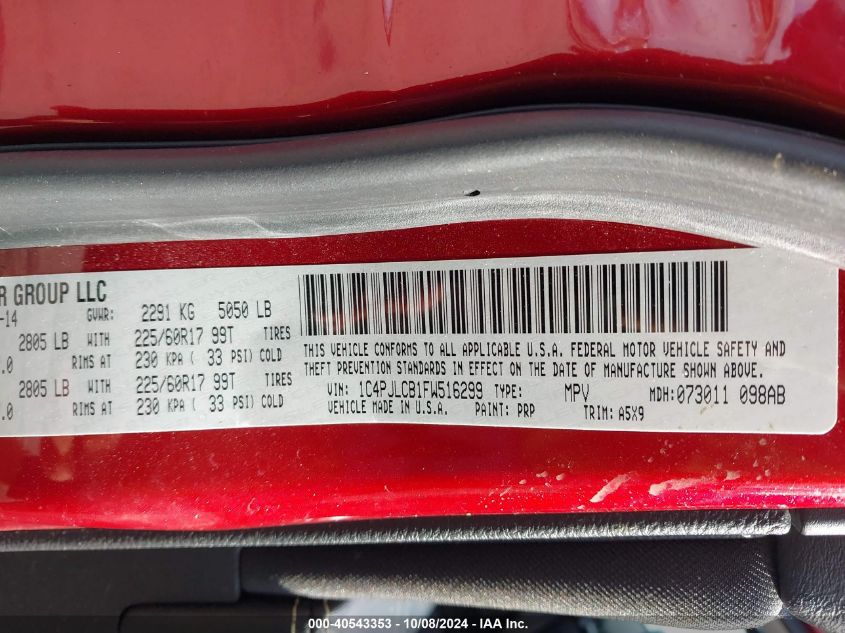 R GROUP LLC
-14
GVWR: 2291 KG 5050 LB
2805 LB WITH 225/60R17 99T TIRES
.0 RIMS AT 230 KPA ( 33 PSI) COLD
2805 LB WITH 225/60R17 99T TIRES
.0 RIMS AT 230 KPA ( 33 PSI) COLD
THIS VEHICLE CONFORMS TO ALL APPLICABLE U.S.A. FEDERAL MOTOR VEHICLE SAFETY AND
THEFT PREVENTION STANDARDS IN EFFECT ON THE DATE OF MANUFACTURE SHOWN ABOVE.
VIN: 1C4PJLCB1FW516299 TYPE: MPV MDH: 073011 098AB
VEHICLE MADE IN U.S.A. PAINT: PRP TRIM: A5X9
000-40543353 - 10/08/2024 - IAA Inc.